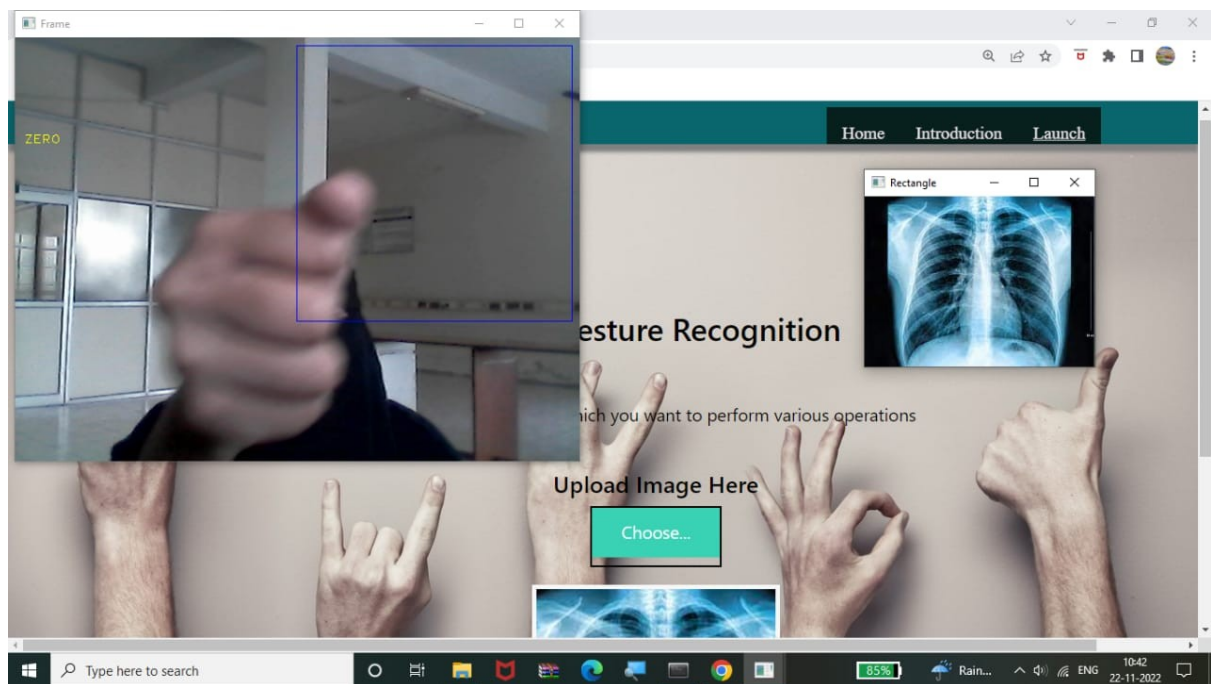 Frame
ZERO
Home Introduction Launch
Rectangle
esture Recognition
hich you want to perform various operations
Upload Image Here
Choose...
Type here to search
85%
Rain...
ENG
10:42
22-11-2022